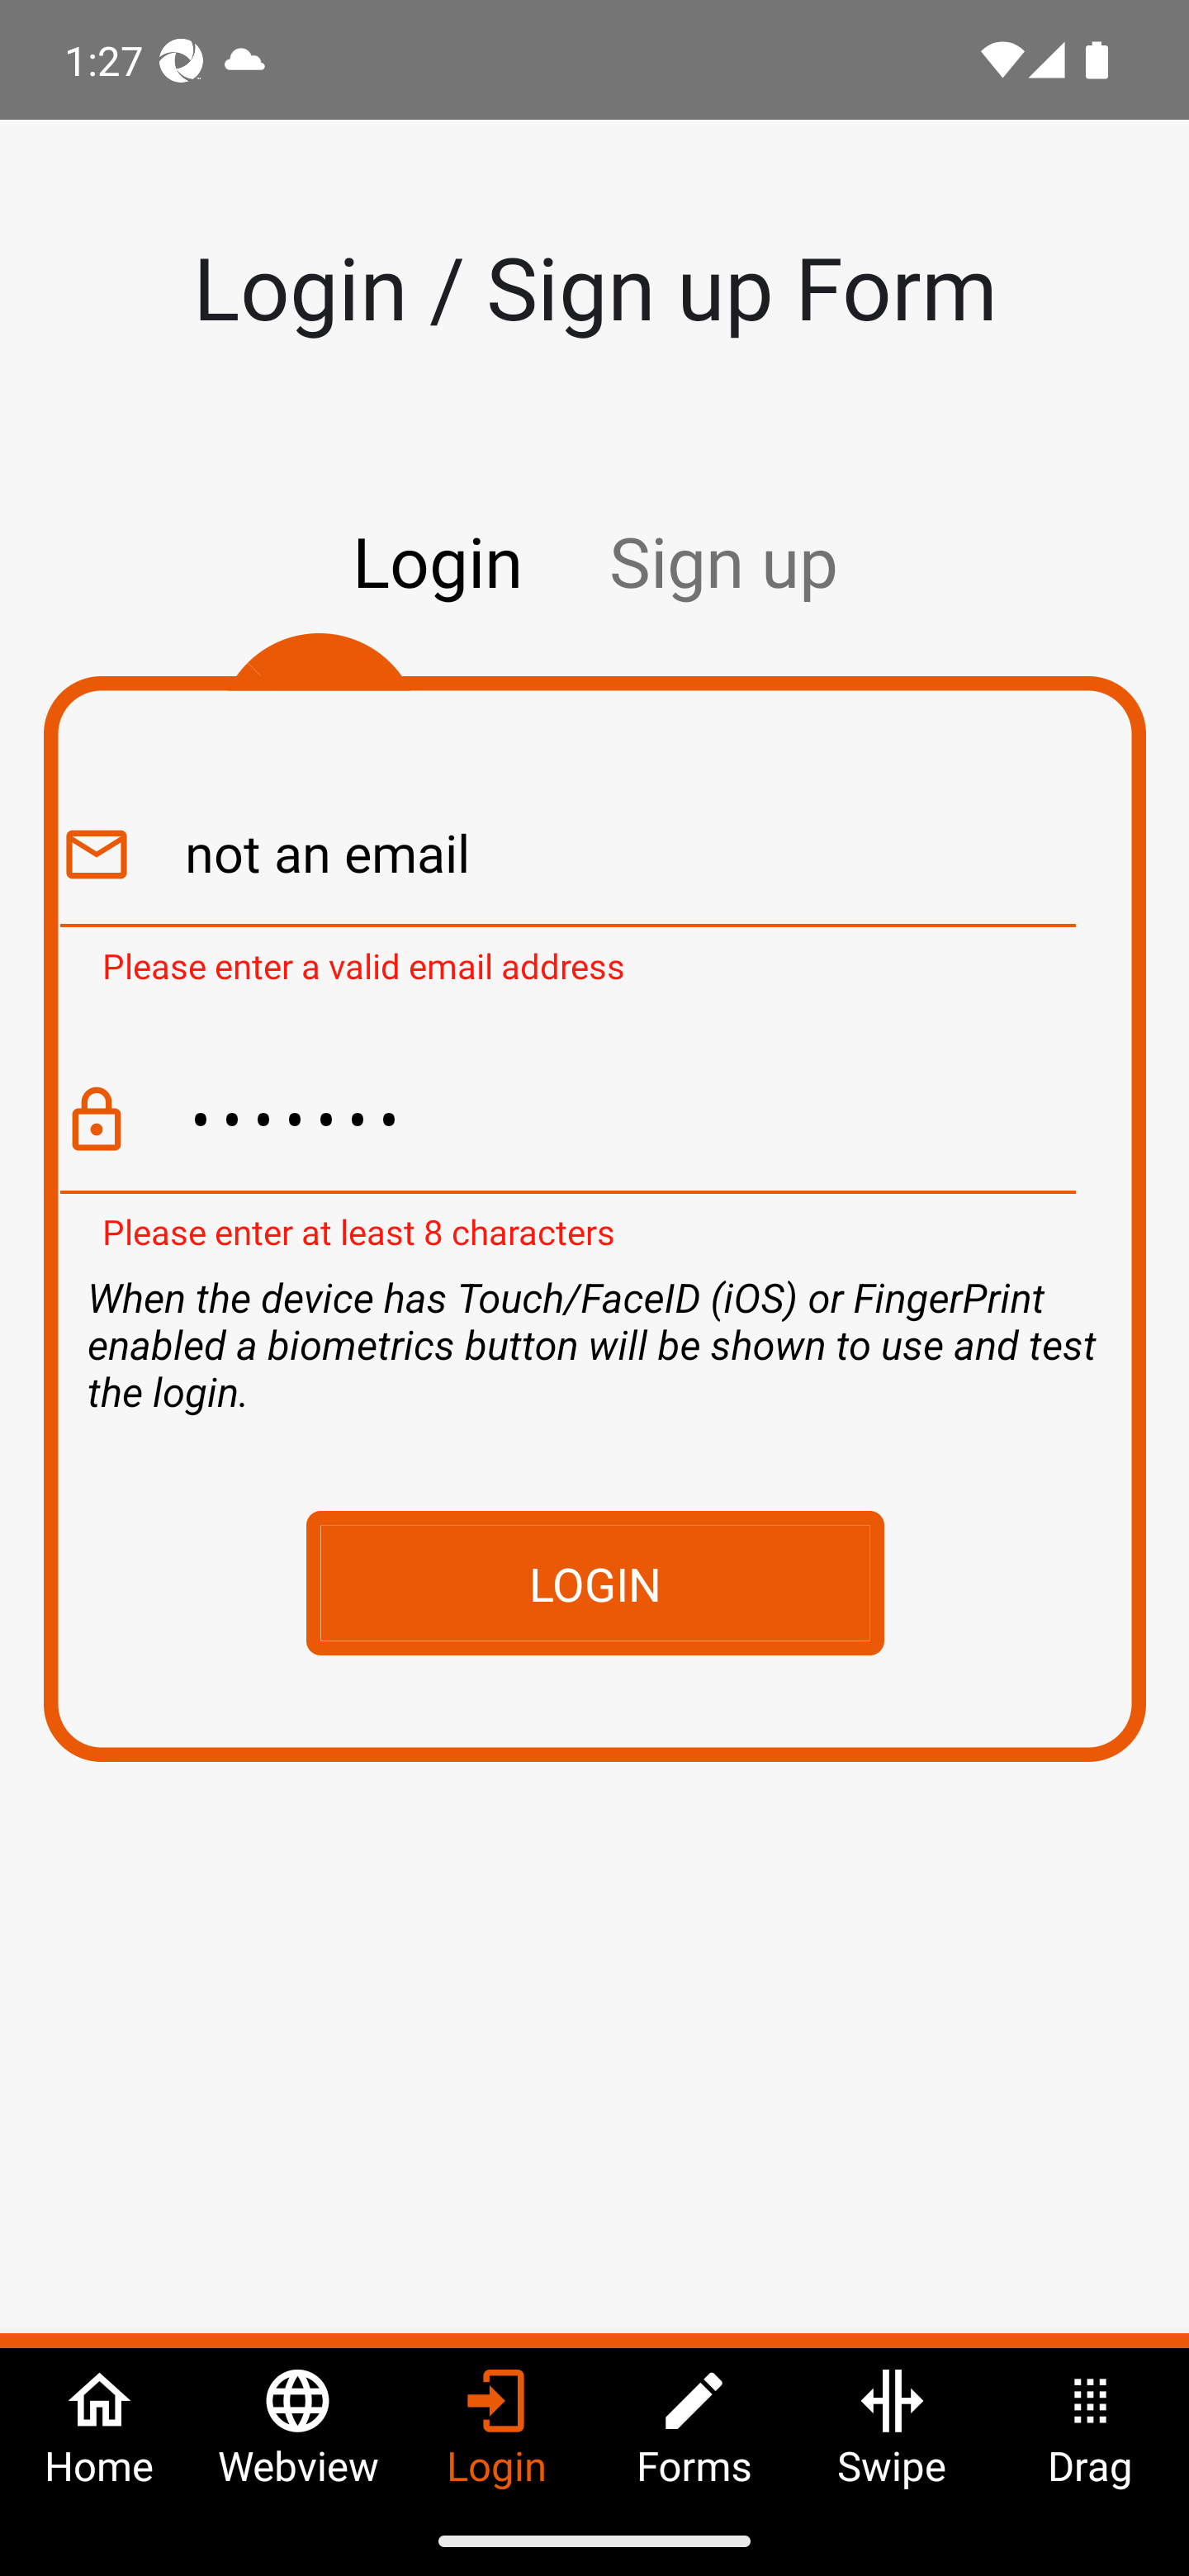 1:27
Login / Sign up Form
Login Sign up
not an email
Please enter a valid email address
•••••••
Please enter at least 8 characters
When the device has Touch/FaceID (iOS) or FingerPrint
enabled a biometrics button will be shown to use and test
the login.
LOGIN
Home Webview Login Forms Swipe Drag